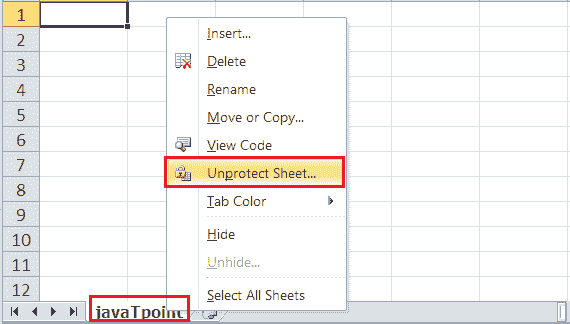 1
2
3
4
5
6
7
8
9
10
11
12
Insert...
Delete
Rename
Move or Copy...
View Code
Unprotect Sheet...
Tab Color
Hide
Unhide...
Select All Sheets
javaTpoint